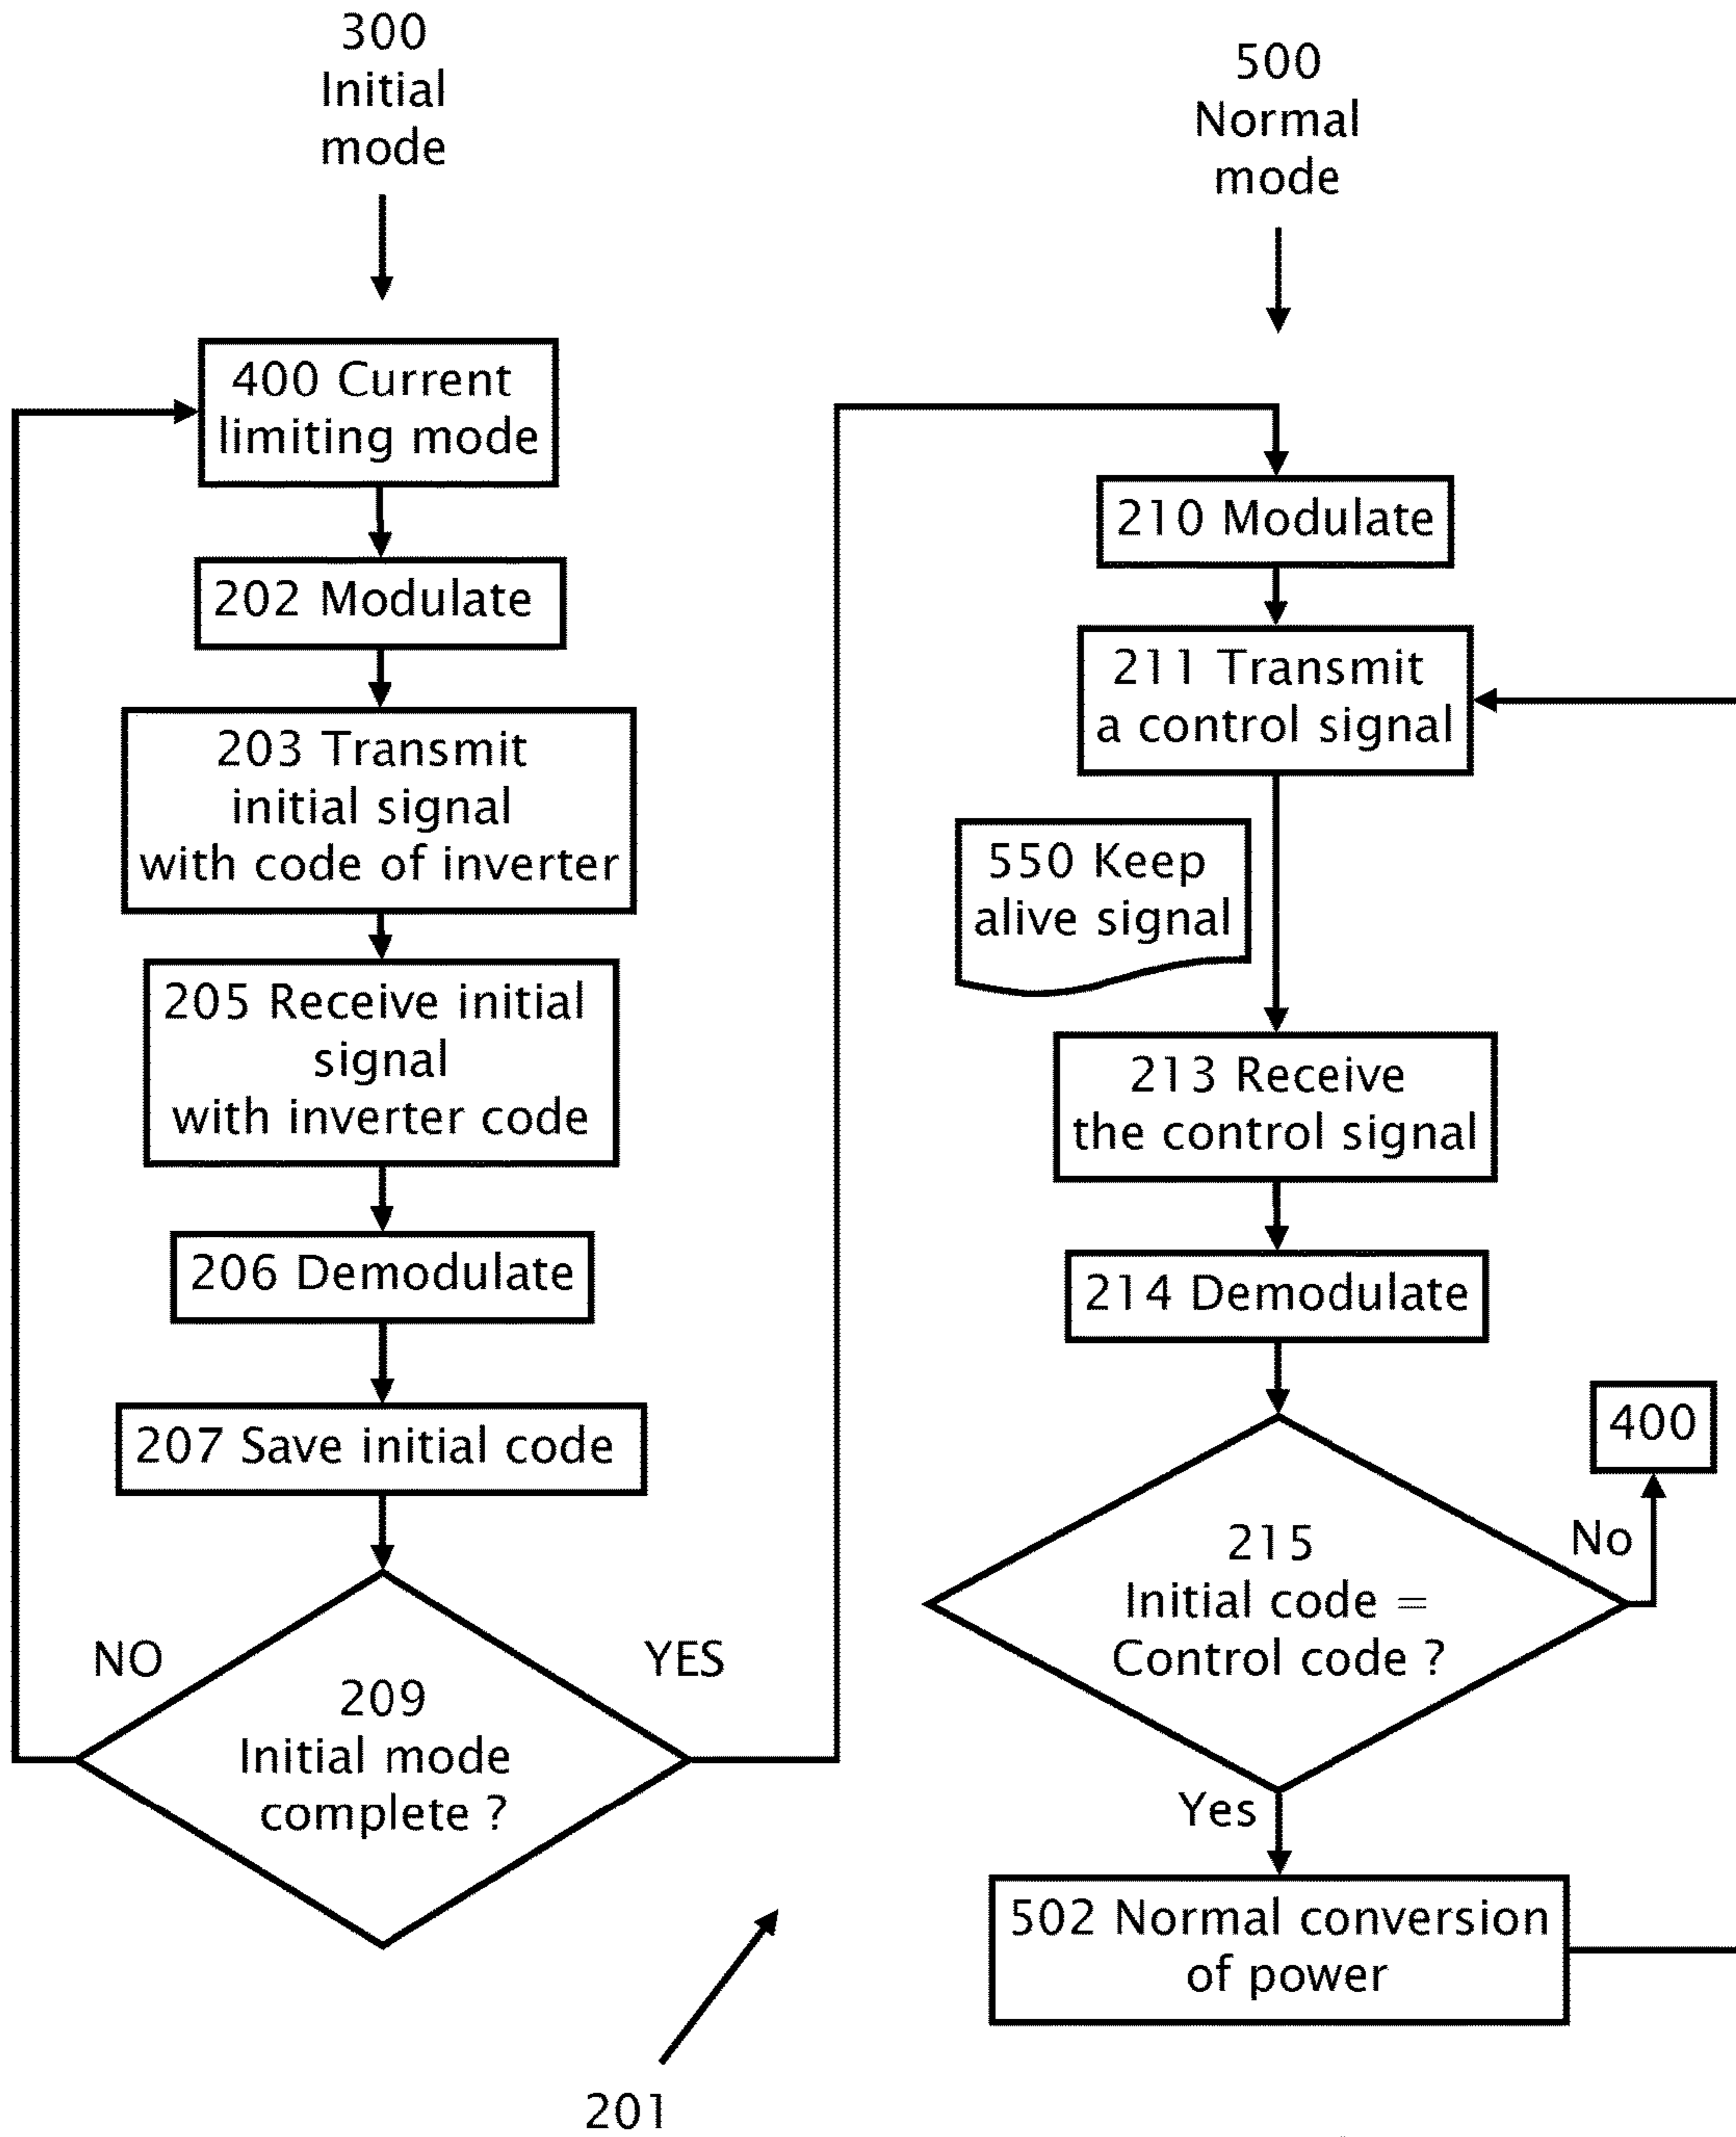 300
Initial
mode
400 Current
limiting mode
202 Modulate
203 Transmit
initial signal
with code of inverter
205 Receive initial
signal
with inverter code
206 Demodulate
207 Save initial code
NO
YES
209
Initial mode
complete ?
201
500
Normal
mode
210 Modulate
211 Transmit
a control signal
550 Keep
alive signal
213 Receive
the control signal
214 Demodulate
400
No
215
Initial code =
Control code ?
Yes
502 Normal conversion
of power